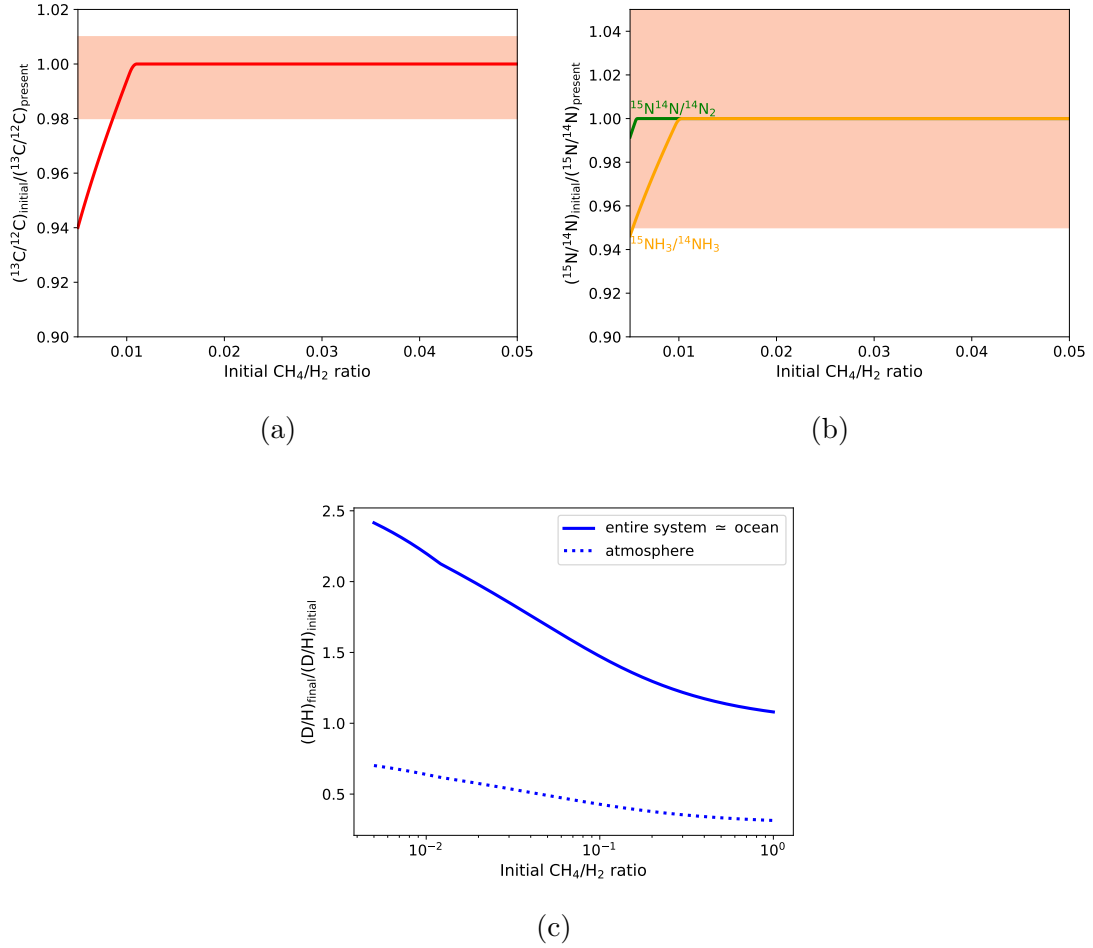 1.02
1.00
0.98
0.96
0.94
0.92
0.90
(¹³C/¹²C)initial/(¹³C/¹²C)present
0.01 0.02 0.03 0.04 0.05
Initial CH₄/H₂ ratio
(a)
1.04
1.02
1.00
0.98
0.96
0.94
0.92
0.90
(¹⁵N/¹⁴N)initial/(¹⁵N/¹⁴N)present
¹⁵N¹⁴N/¹⁴N₂
¹⁵NH₃/¹⁴NH₃
0.01 0.02 0.03 0.04 0.05
Initial CH₄/H₂ ratio
(b)
2.5
2.0
1.5
1.0
0.5
(D/H)final/(D/H)initial
entire system ≃ ocean
atmosphere
10⁻² 10⁻¹ 10⁰
Initial CH₄/H₂ ratio
(c)